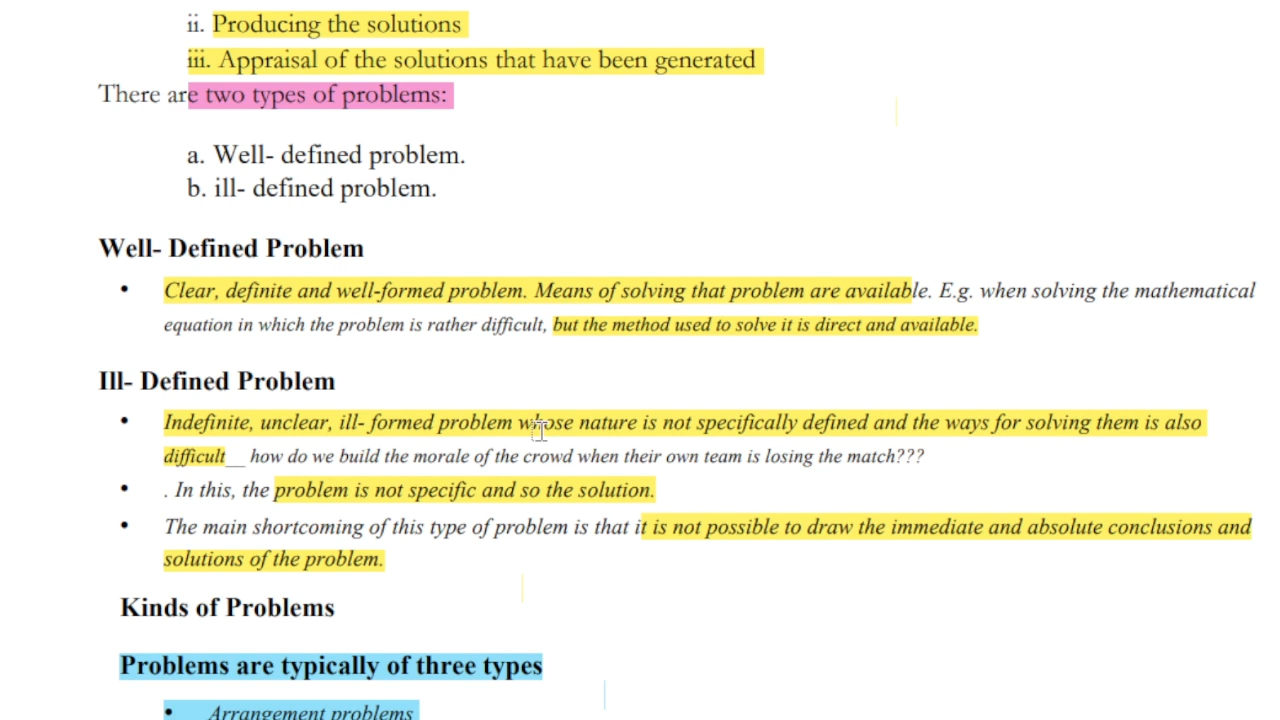 ii. Producing the solutions
iii. Appraisal of the solutions that have been generated
There are two types of problems:
a. Well- defined problem.
b. ill- defined problem.
Well- Defined Problem
• Clear, definite and well-formed problem. Means of solving that problem are available. E.g. when solving the mathematical
equation in which the problem is rather difficult, but the method used to solve it is direct and available.
Ill- Defined Problem
• Indefinite, unclear, ill- formed problem whose nature is not specifically defined and the ways for solving them is also
difficult__ how do we build the morale of the crowd when their own team is losing the match???
• . In this, the problem is not specific and so the solution.
• The main shortcoming of this type of problem is that it is not possible to draw the immediate and absolute conclusions and
solutions of the problem.
Kinds of Problems
Problems are typically of three types
• Arrangement problems